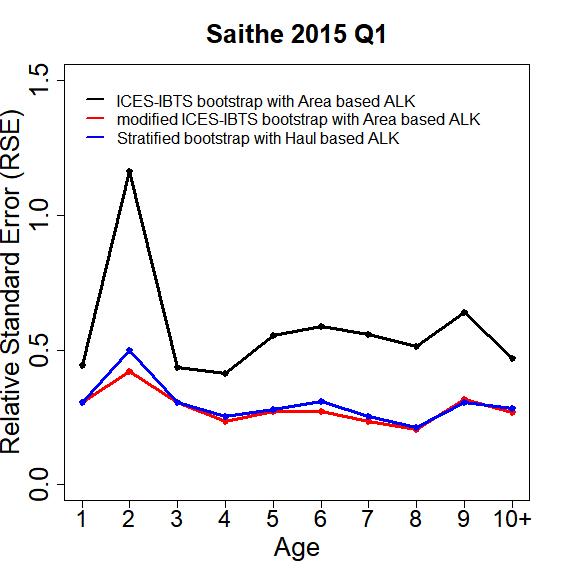 Saithe 2015 Q1
Relative Standard Error (RSE)
1.5
1.0
0.5
0.0
ICES-IBTS bootstrap with Area based ALK
modified ICES-IBTS bootstrap with Area based ALK
Stratified bootstrap with Haul based ALK
1 2 3 4 5 6 7 8 9 10+
Age